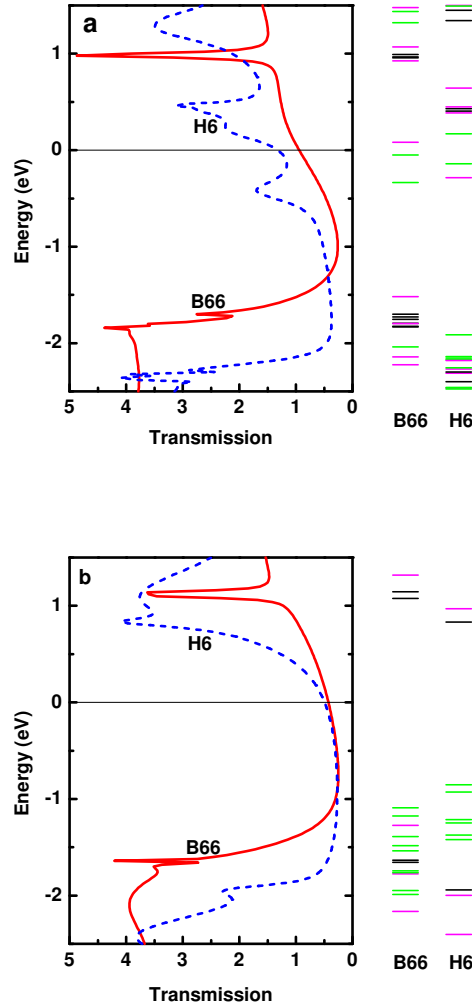 a
1
H6
0
Energy (eV)
-1
B66
-2
5 4 3 2 1 0
Transmission
B66 H6
b
1
H6
0
Energy (eV)
-1
B66
-2
5 4 3 2 1 0
Transmission
B66 H6